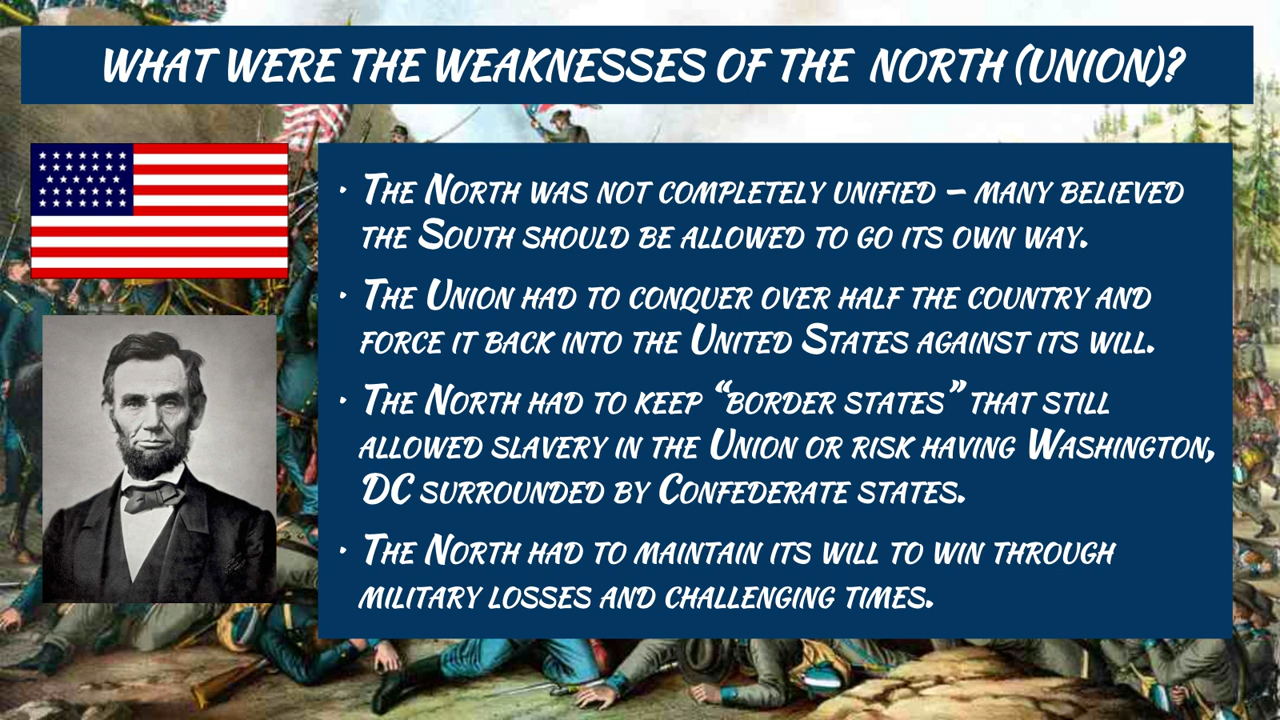 WHAT WERE THE WEAKNESSES OF THE NORTH (UNION)?
• THE NORTH WAS NOT COMPLETELY UNIFIED – MANY BELIEVED
THE SOUTH SHOULD BE ALLOWED TO GO ITS OWN WAY.
• THE UNION HAD TO CONQUER OVER HALF THE COUNTRY AND
FORCE IT BACK INTO THE UNITED STATES AGAINST ITS WILL.
• THE NORTH HAD TO KEEP “BORDER STATES” THAT STILL
ALLOWED SLAVERY IN THE UNION OR RISK HAVING WASHINGTON,
DC SURROUNDED BY CONFEDERATE STATES.
• THE NORTH HAD TO MAINTAIN ITS WILL TO WIN THROUGH
MILITARY LOSSES AND CHALLENGING TIMES.